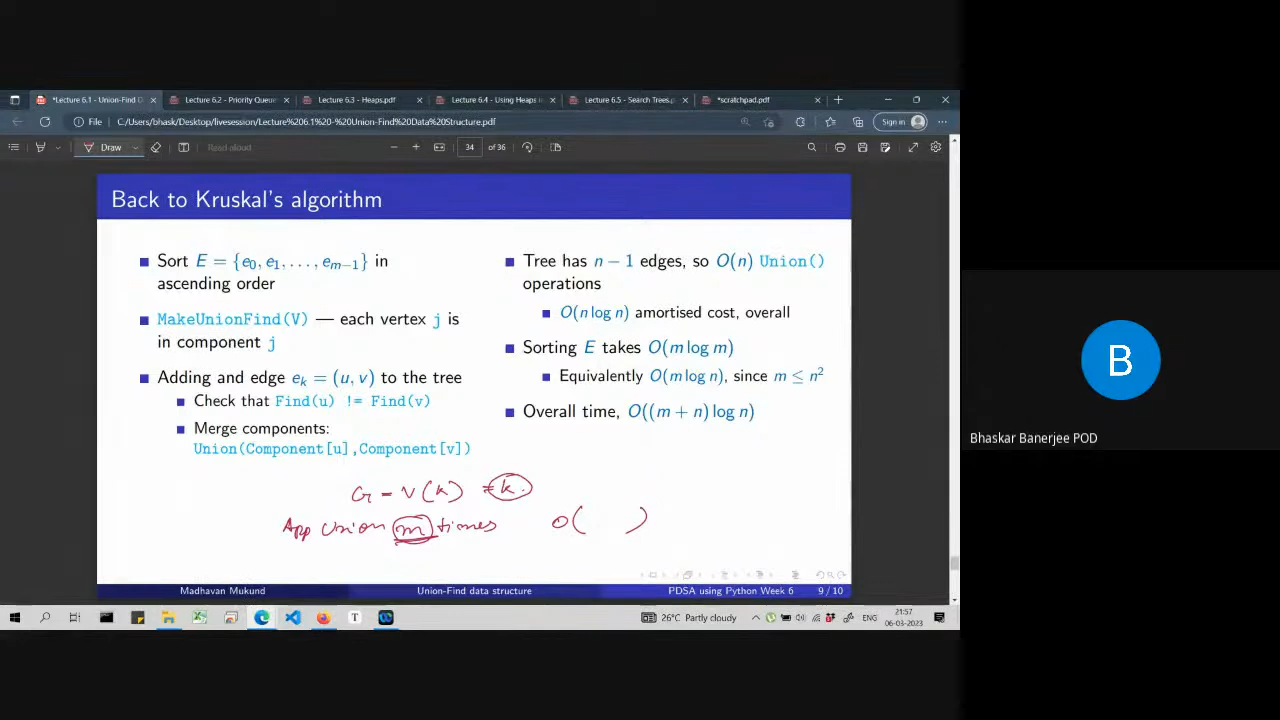 *Lecture 6.1 - Union-Find D
Lecture 6.2 - Priority Queu
Lecture 6.3 - Heaps.pdf
Lecture 6.4 - Using Heaps in
Lecture 6.5 - Search Trees.p
*scratchpad.pdf
File
C:/Users/bhask/Desktop/livesession/Lecture%206.1%20-%20Union-Find%20Data%20Structure.pdf
Sign in
Draw
Read aloud
34
of 36
Back to Kruskal's algorithm
Sort E = {e₀, e₁, . . . , eₘ₋₁} in
ascending order
MakeUnionFind(V) — each vertex j is
in component j
Adding and edge eₖ = (u, v) to the tree
Check that Find(u) != Find(v)
Merge components:
Union(Component[u],Component[v])
Tree has n − 1 edges, so O(n) Union()
operations
O(n log n) amortised cost, overall
Sorting E takes O(m log m)
Equivalently O(m log n), since m ≤ n²
Overall time, O((m + n) log n)
G = V(k) = k.
App Union m times O( )
Madhavan Mukund
Union-Find data structure
PDSA using Python Week 6
9 / 10
B
Bhaskar Banerjee POD
26°C Partly cloudy
ENG
21:57
06-03-2023